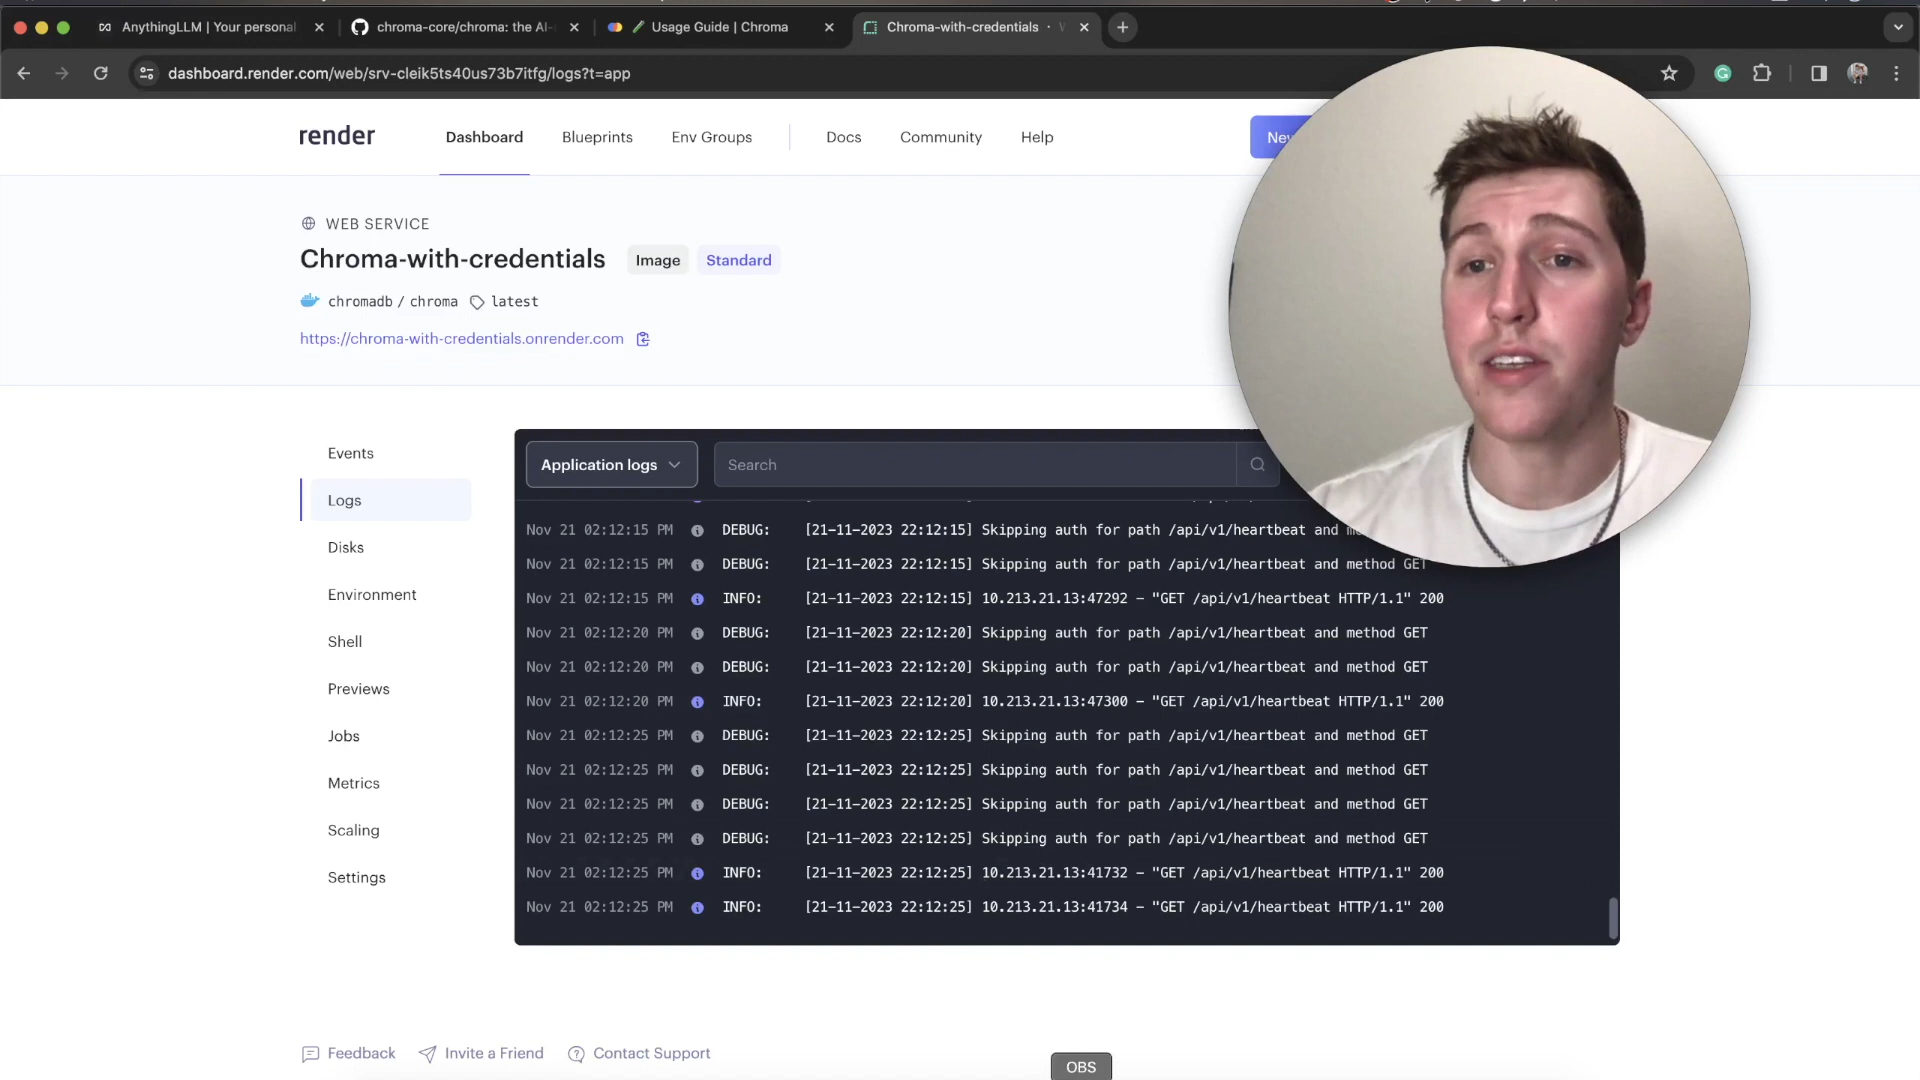 AnythingLLM | Your personal
chroma-core/chroma: the AI-
Usage Guide | Chroma
Chroma-with-credentials ·
dashboard.render.com/web/srv-cleik5ts40us73b7itfg/logs?t=app
render
Dashboard
Blueprints
Env Groups
Docs
Community
Help
WEB SERVICE
Chroma-with-credentials
Image
Standard
chromadb / chroma
latest
https://chroma-with-credentials.onrender.com
Events
Logs
Disks
Environment
Shell
Previews
Jobs
Metrics
Scaling
Settings
Application logs
Search
Nov 21 02:12:15 PM DEBUG: [21-11-2023 22:12:15] Skipping auth for path /api/v1/heartbeat and
Nov 21 02:12:15 PM DEBUG: [21-11-2023 22:12:15] Skipping auth for path /api/v1/heartbeat and method GET
Nov 21 02:12:15 PM INFO: [21-11-2023 22:12:15] 10.213.21.13:47292 - "GET /api/v1/heartbeat HTTP/1.1" 200
Nov 21 02:12:20 PM DEBUG: [21-11-2023 22:12:20] Skipping auth for path /api/v1/heartbeat and method GET
Nov 21 02:12:20 PM DEBUG: [21-11-2023 22:12:20] Skipping auth for path /api/v1/heartbeat and method GET
Nov 21 02:12:20 PM INFO: [21-11-2023 22:12:20] 10.213.21.13:47300 - "GET /api/v1/heartbeat HTTP/1.1" 200
Nov 21 02:12:25 PM DEBUG: [21-11-2023 22:12:25] Skipping auth for path /api/v1/heartbeat and method GET
Nov 21 02:12:25 PM DEBUG: [21-11-2023 22:12:25] Skipping auth for path /api/v1/heartbeat and method GET
Nov 21 02:12:25 PM DEBUG: [21-11-2023 22:12:25] Skipping auth for path /api/v1/heartbeat and method GET
Nov 21 02:12:25 PM DEBUG: [21-11-2023 22:12:25] Skipping auth for path /api/v1/heartbeat and method GET
Nov 21 02:12:25 PM INFO: [21-11-2023 22:12:25] 10.213.21.13:41732 - "GET /api/v1/heartbeat HTTP/1.1" 200
Nov 21 02:12:25 PM INFO: [21-11-2023 22:12:25] 10.213.21.13:41734 - "GET /api/v1/heartbeat HTTP/1.1" 200
Feedback
Invite a Friend
Contact Support
OBS